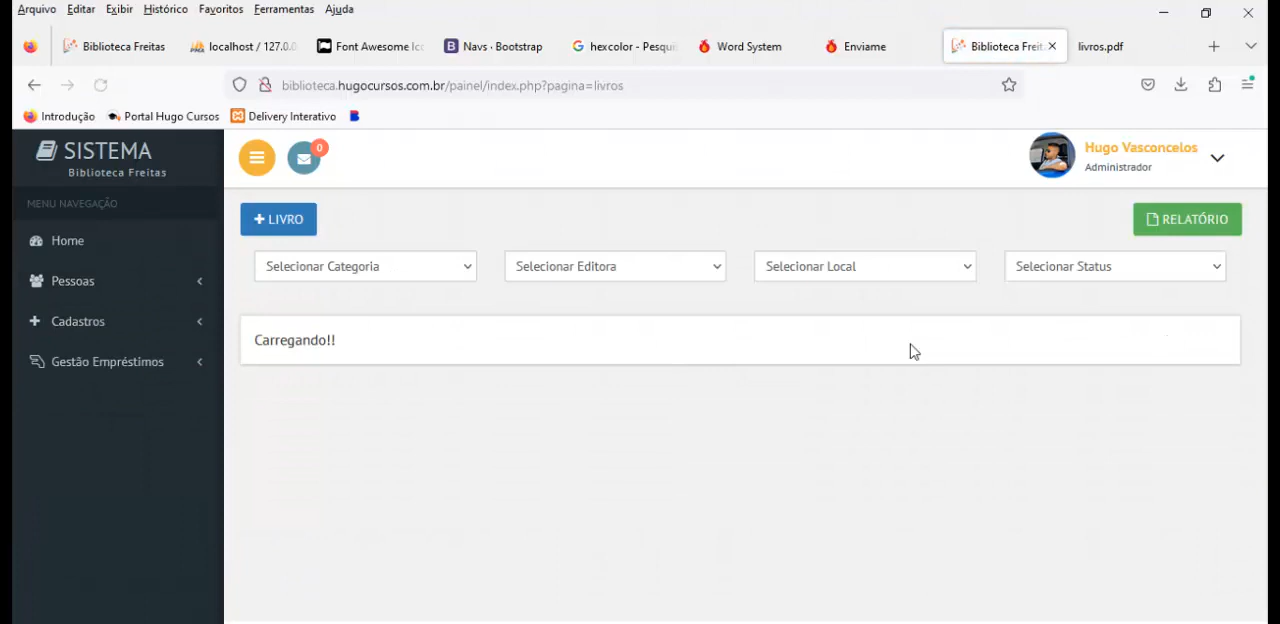 Arquivo Editar Exibir Histórico Favoritos Ferramentas Ajuda
Biblioteca Freitas localhost / 127.0.0 Font Awesome Ico Navs · Bootstrap hexcolor - Pesqui Word System Enviame Biblioteca Freit livros.pdf
biblioteca.hugocursos.com.br/painel/index.php?pagina=livros
Introdução Portal Hugo Cursos Delivery Interativo
SISTEMA
Biblioteca Freitas
0
Hugo Vasconcelos
Administrador
MENU NAVEGAÇÃO
Home
Pessoas
Cadastros
Gestão Empréstimos
LIVRO
RELATÓRIO
Selecionar Categoria Selecionar Editora Selecionar Local Selecionar Status
Carregando!!